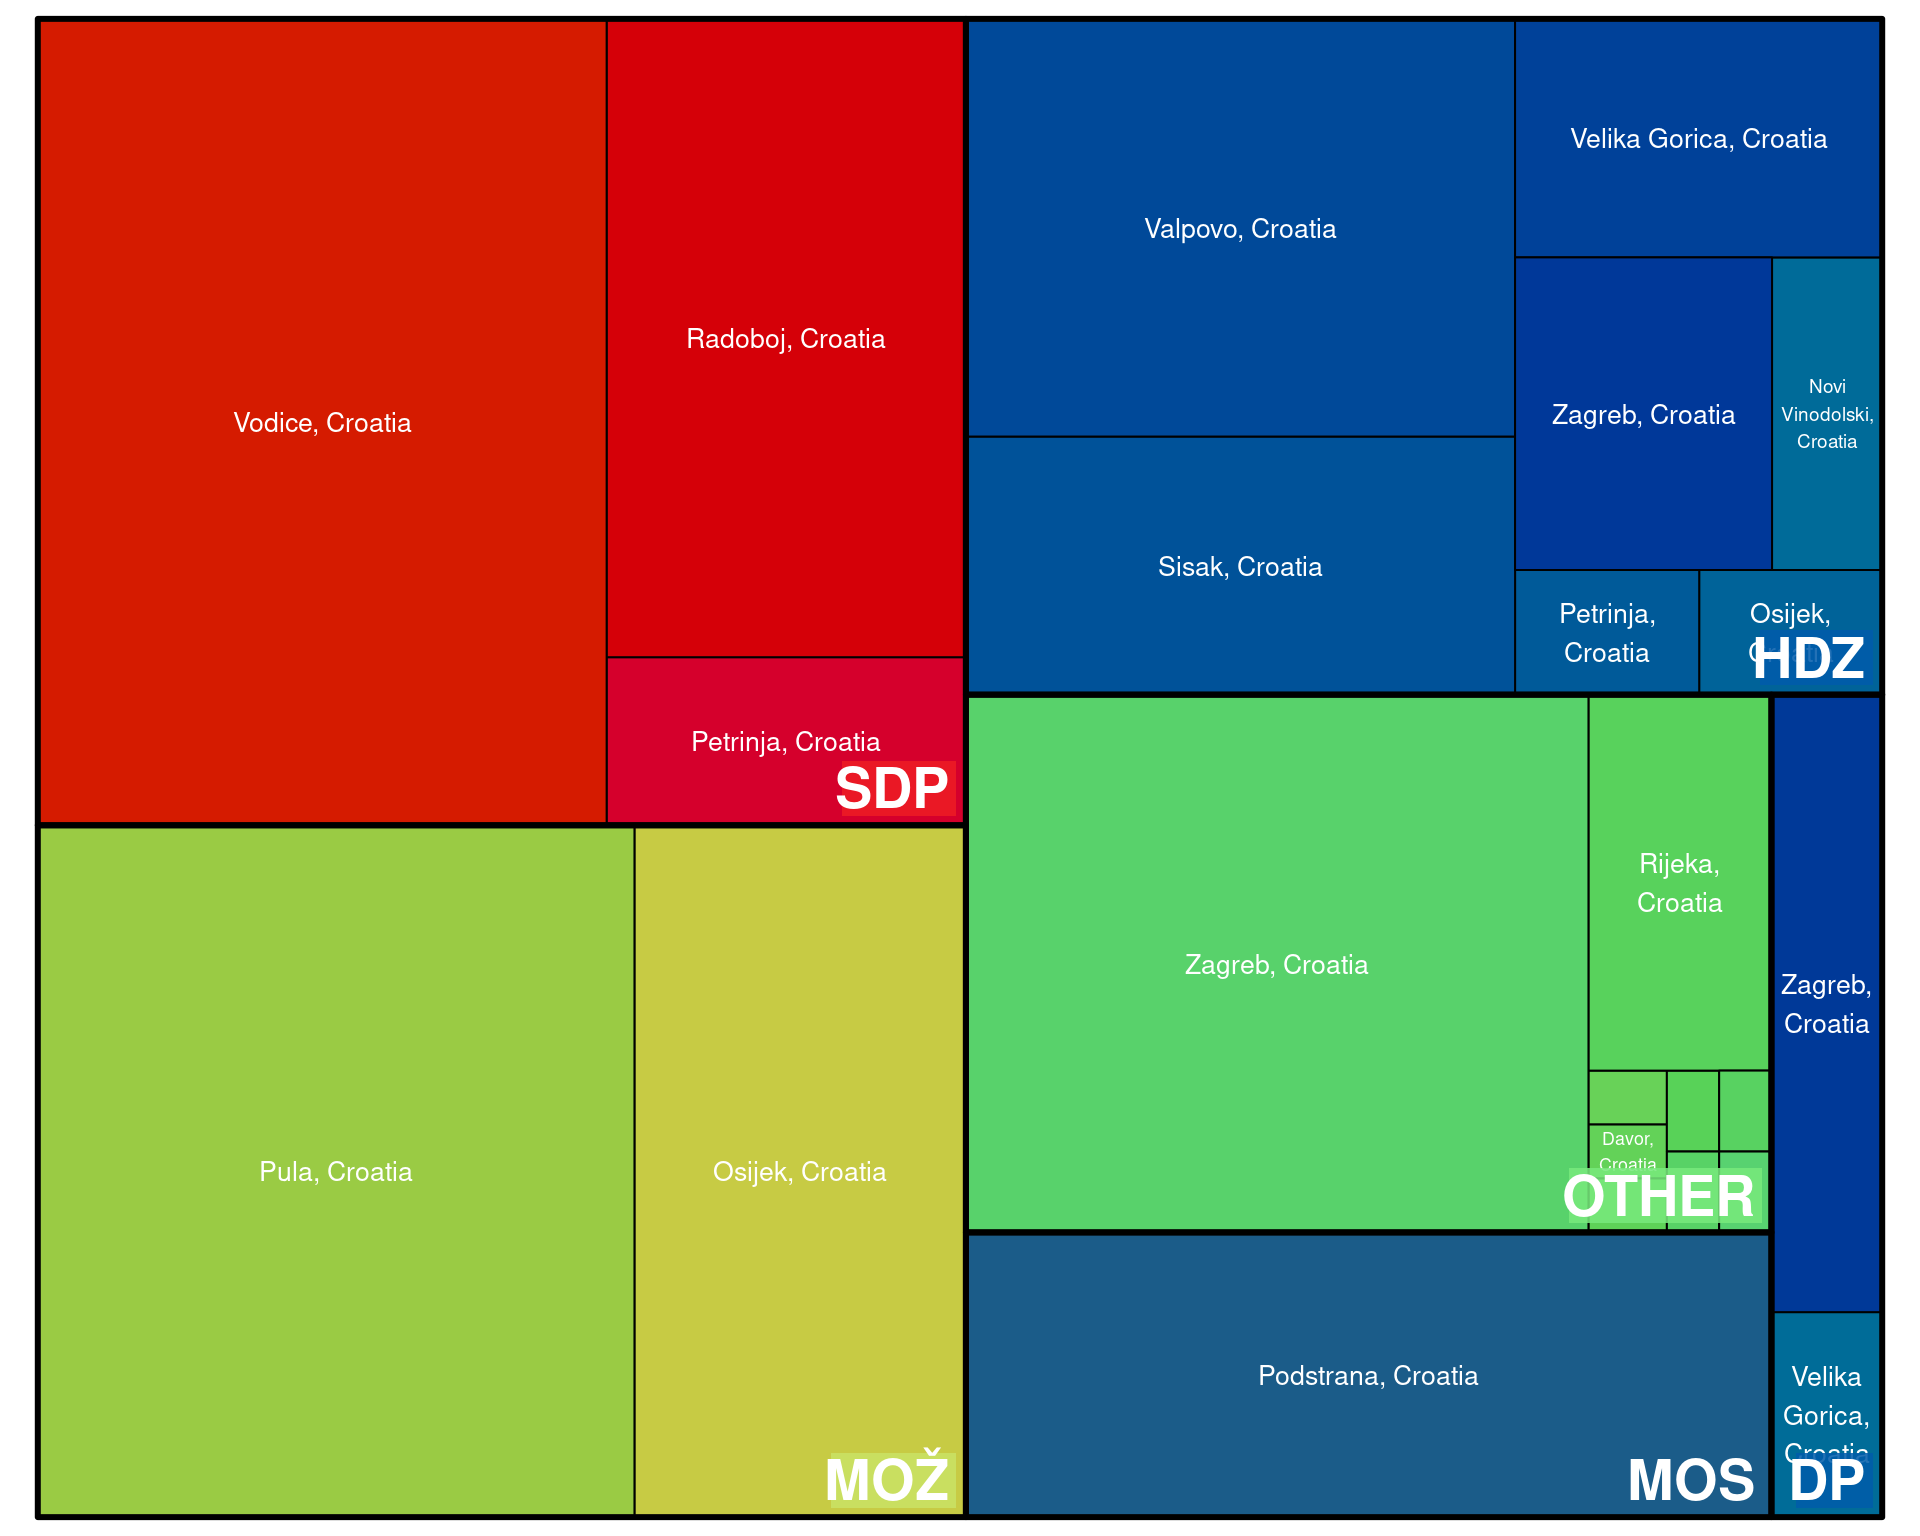 Vodice, Croatia
Radoboj, Croatia
Petrinja, Croatia
SDP
Valpovo, Croatia
Velika Gorica, Croatia
Zagreb, Croatia
Novi
Vinodolski,
Croatia
Sisak, Croatia
Petrinja,
Croatia
Osijek,
HDZ
Pula, Croatia
Osijek, Croatia
MOŽ
Zagreb, Croatia
Rijeka,
Croatia
Davor,
Croatia
OTHER
Podstrana, Croatia
MOS
Zagreb,
Croatia
Velika
Gorica,
Croatia
DP